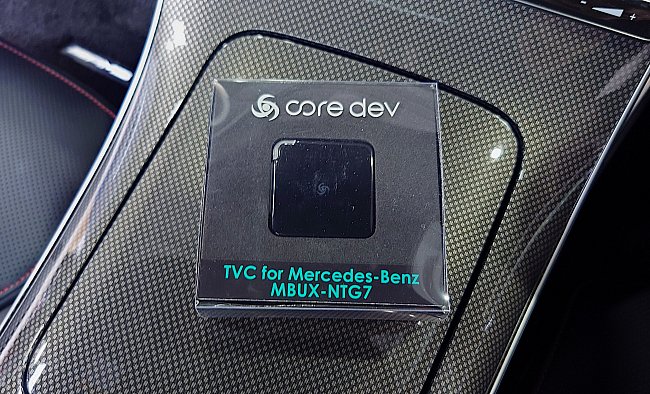 core dev
TVC for Mercedes-Benz
MBUX-NTG7